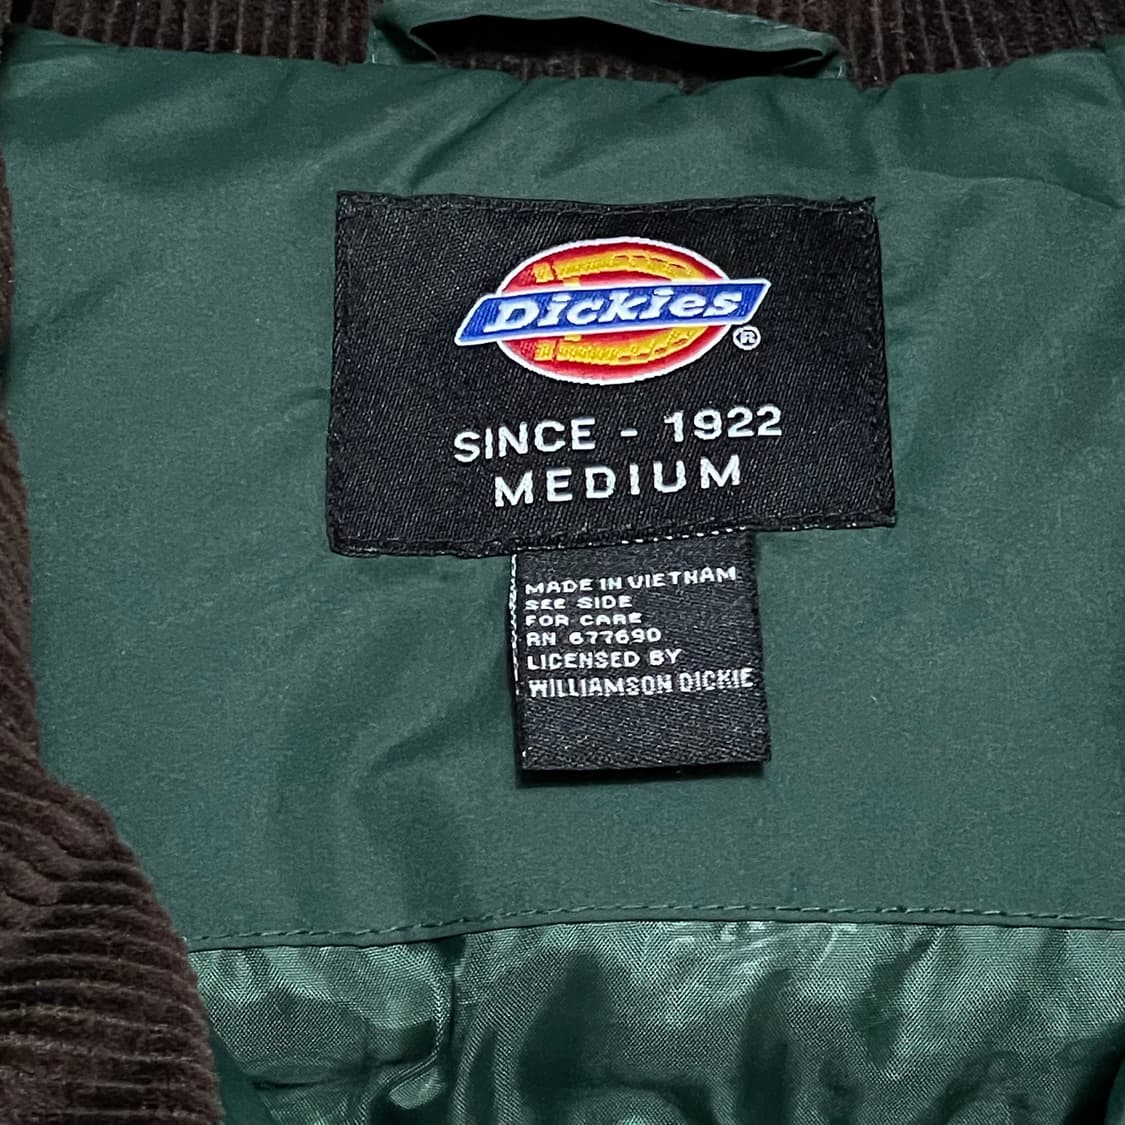 Dickies
®
SINCE - 1922
MEDIUM
MADE IN VIETNAM
SEE SIDE
FOR CARE
RN 677690
LICENSED BY
WILLIAMSON DICKIE